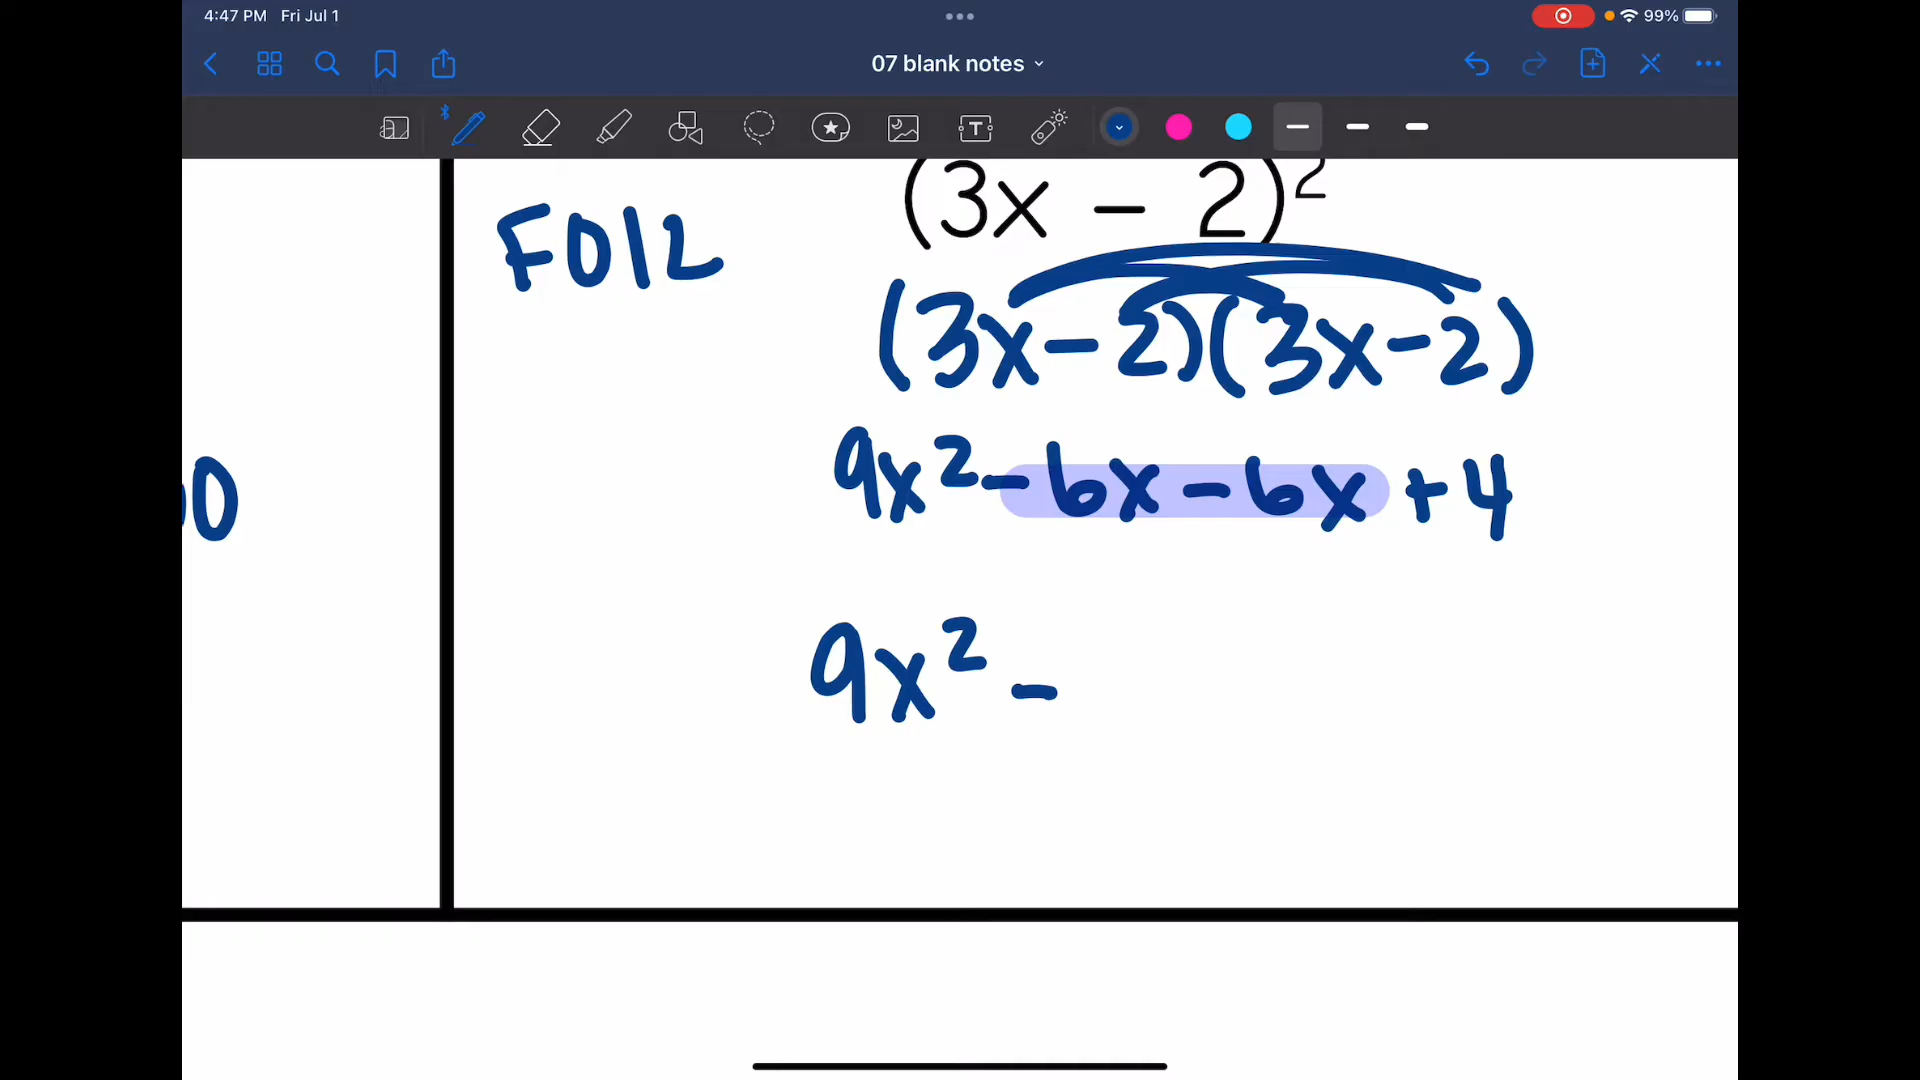 4:47 PM Fri Jul 1
99%
07 blank notes
(3x − 2)²
FOIL
(3x−2)(3x−2)
9x²−6x−6x+4
0
9x²−